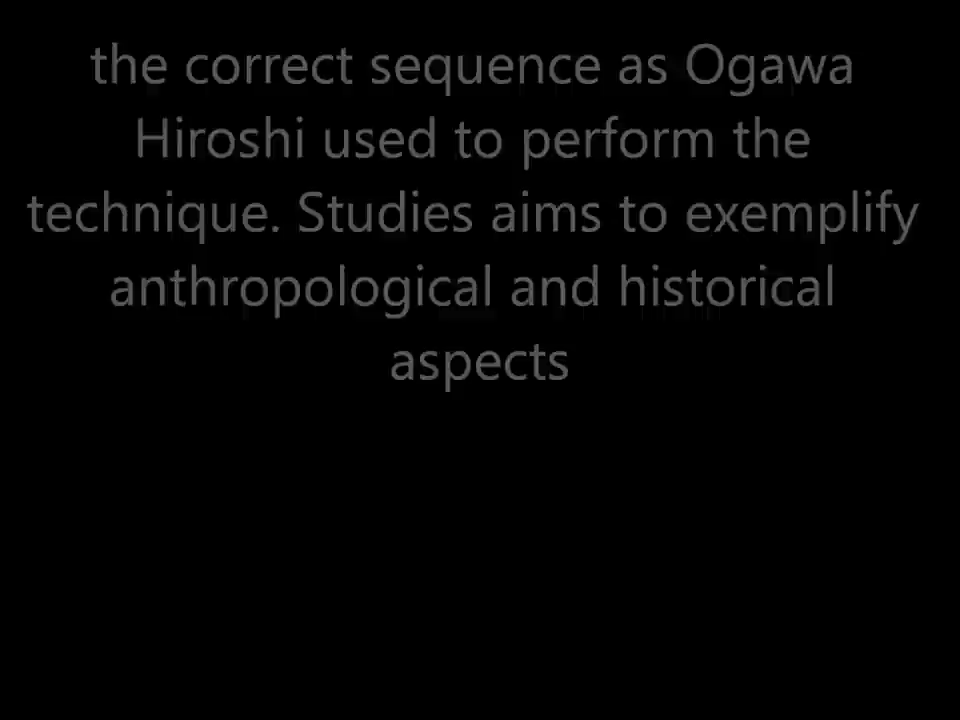 the correct sequence as Ogawa
Hiroshi used to perform the
technique. Studies aims to exemplify
anthropological and historical
aspects